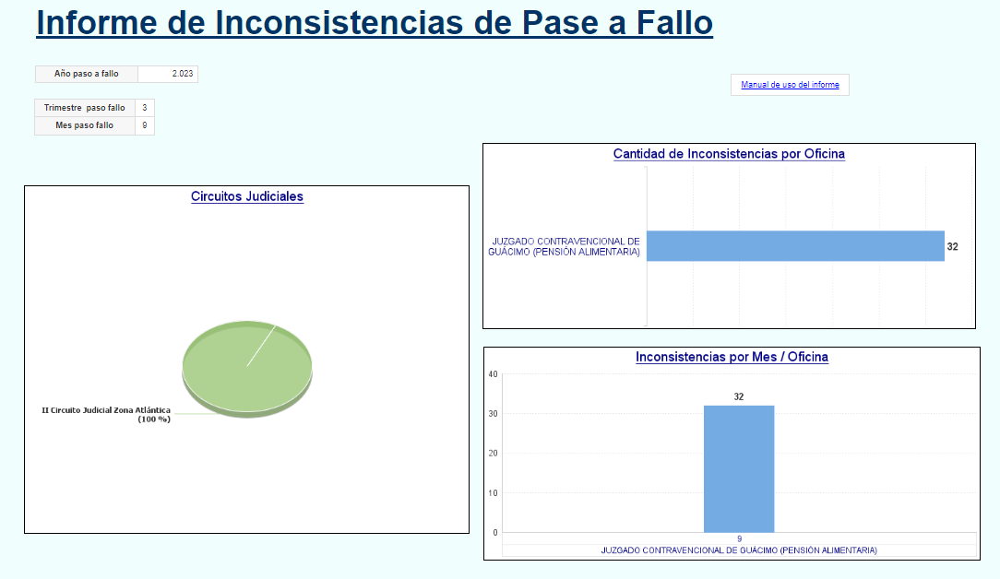 Informe de Inconsistencias de Pase a Fallo
Año paso a fallo 2.023
Manual de uso del informe
Trimestre paso fallo 3
Mes paso fallo 9
Circuitos Judiciales
II Circuito Judicial Zona Atlántica
(100 %)
Cantidad de Inconsistencias por Oficina
JUZGADO CONTRAVENCIONAL DE
GUÁCIMO (PENSIÓN ALIMENTARIA)
32
Inconsistencias por Mes / Oficina
40
30
20
10
0
32
9
JUZGADO CONTRAVENCIONAL DE GUÁCIMO (PENSIÓN ALIMENTARIA)